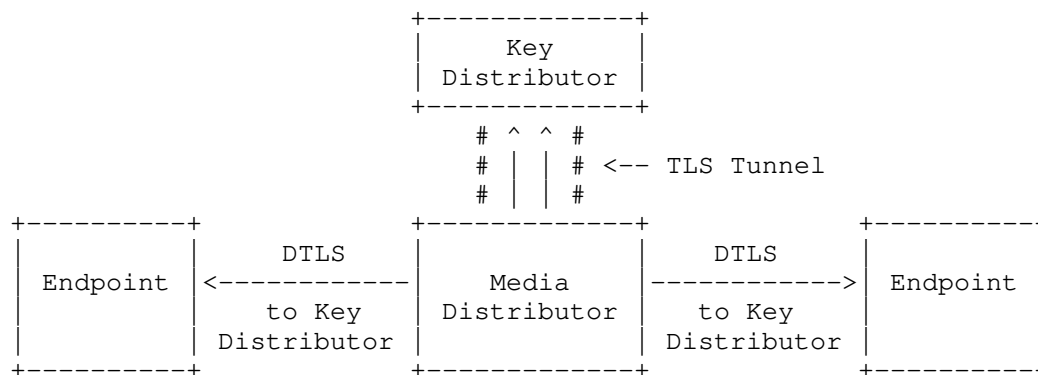 Key
Distributor
# ^ ^ #
# | | # <-- TLS Tunnel
# | | #
DTLS DTLS
Endpoint <------------ Media ------------> Endpoint
to Key Distributor to Key
Distributor Distributor